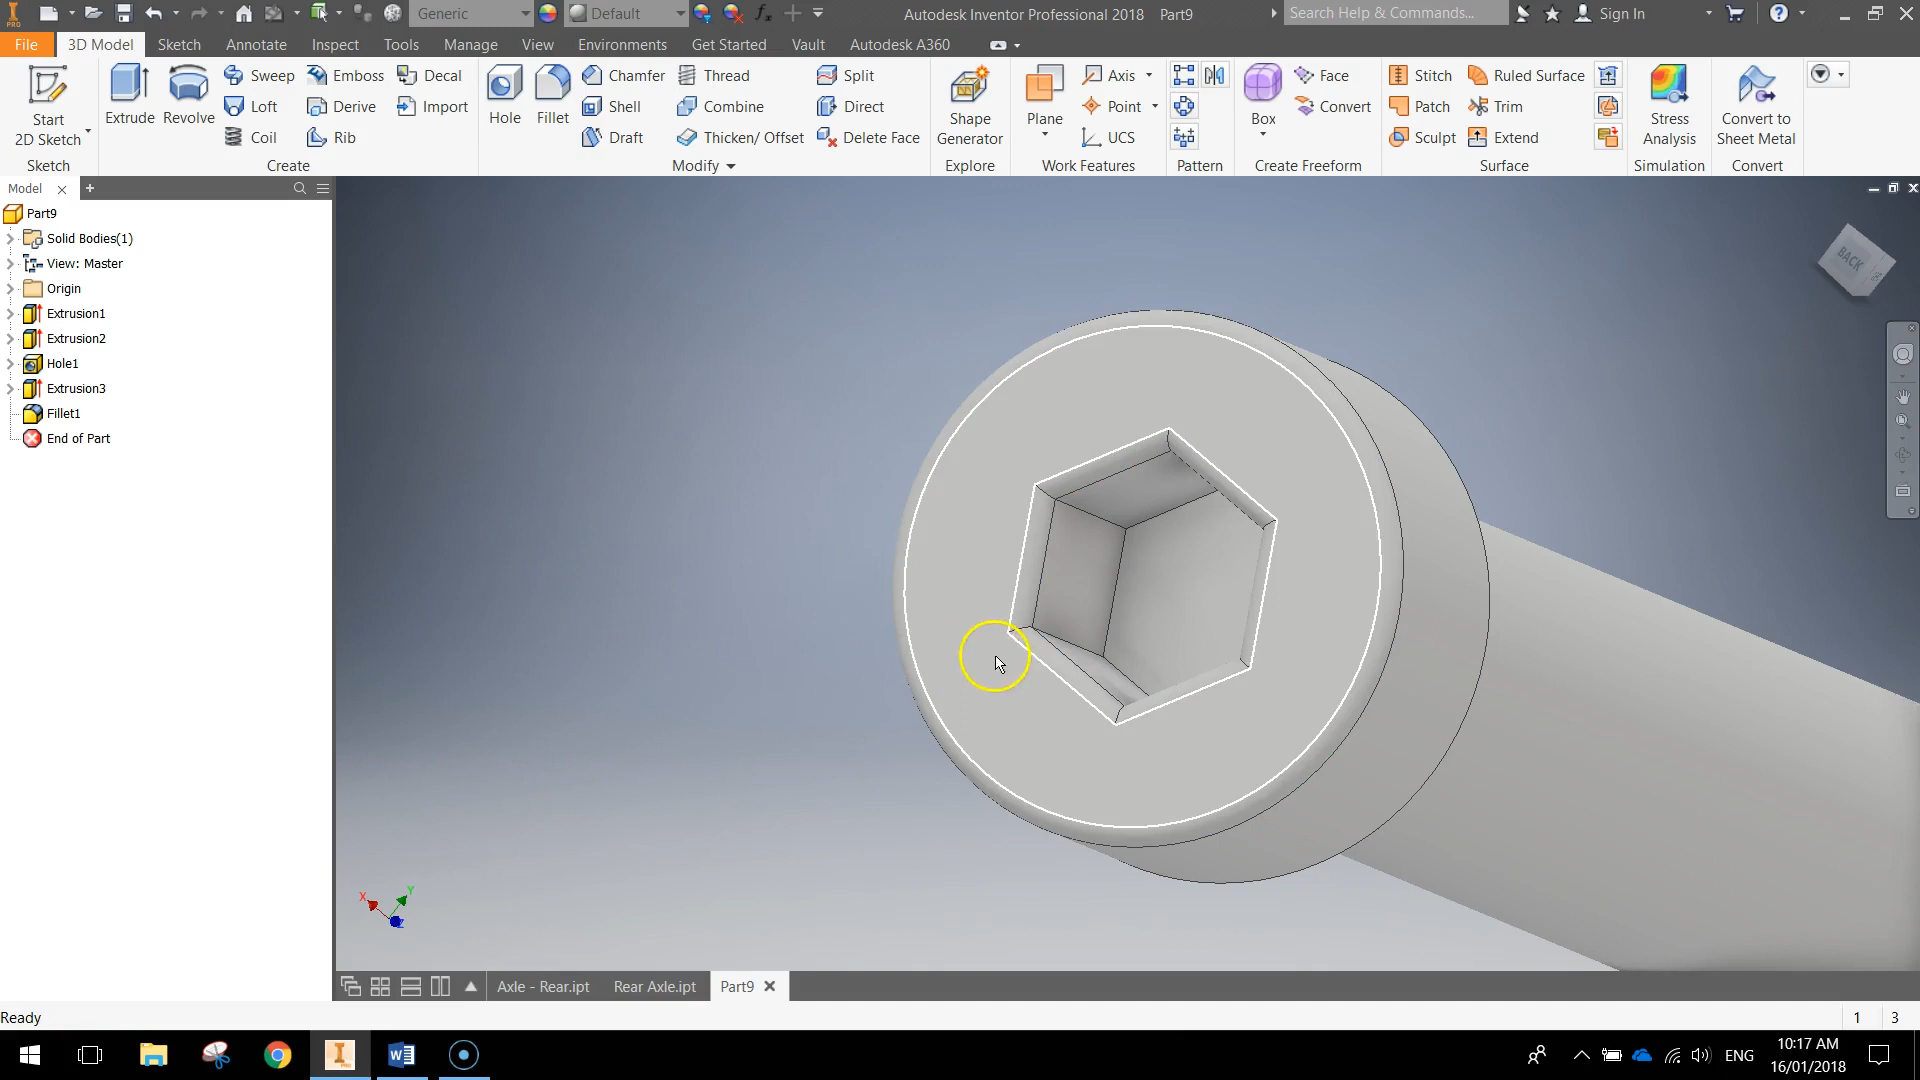 PRO Generic Default fx Autodesk Inventor Professional 2018 Part9 Search Help & Commands... Sign In
File 3D Model Sketch Annotate Inspect Tools Manage View Environments Get Started Vault Autodesk A360
Start
2D Sketch
Extrude
Revolve
Sweep
Loft
Coil
Emboss
Derive
Rib
Decal
Import
Hole
Fillet
Chamfer
Shell
Draft
Thread
Combine
Thicken/ Offset
Split
Direct
Delete Face
Shape
Generator
Plane
Axis
Point
UCS
Box
Face
Convert
Stitch
Patch
Sculpt
Ruled Surface
Trim
Extend
Stress
Analysis
Convert to
Sheet Metal
Sketch Create Modify Explore Work Features Pattern Create Freeform Surface Simulation Convert
Model
Part9
Solid Bodies(1)
View: Master
Origin
Extrusion1
Extrusion2
Hole1
Extrusion3
Fillet1
End of Part
BACK
X
Y
Z
Axle - Rear.ipt Rear Axle.ipt Part9
Ready 1 3
ENG
10:17 AM
16/01/2018